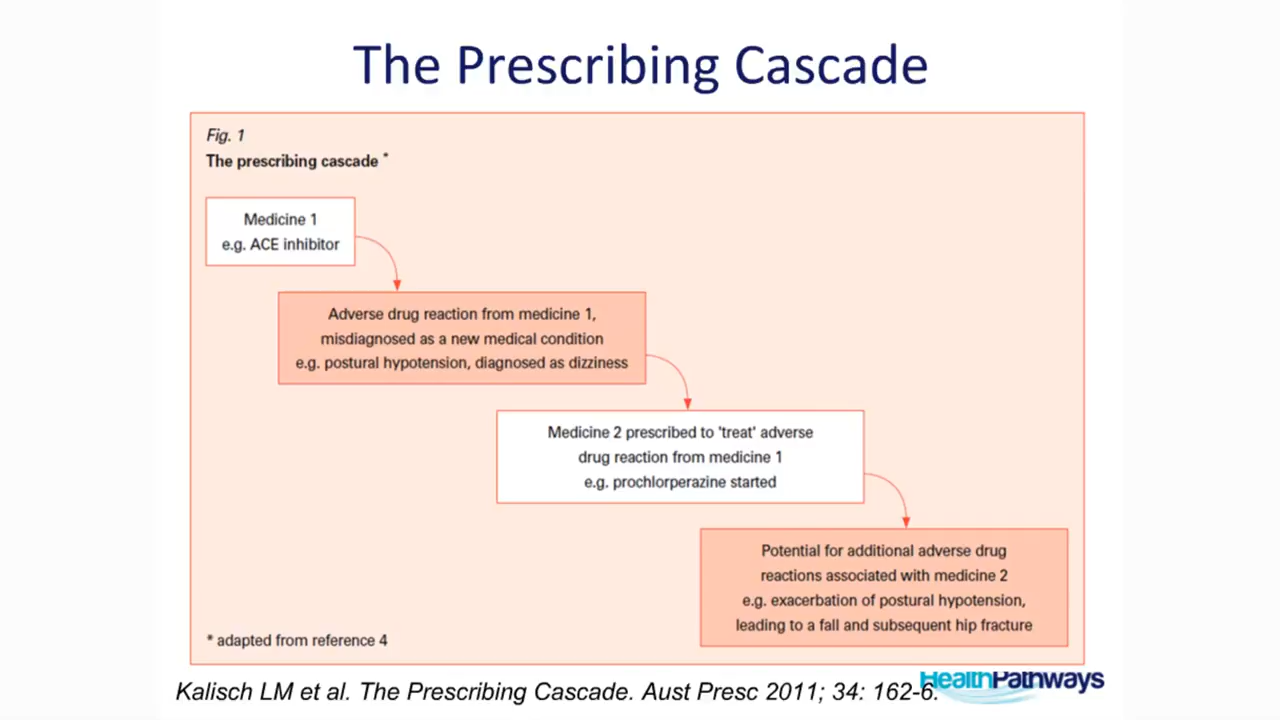 The Prescribing Cascade
Fig. 1
The prescribing cascade *
Medicine 1
e.g. ACE inhibitor
Adverse drug reaction from medicine 1,
misdiagnosed as a new medical condition
e.g. postural hypotension, diagnosed as dizziness
Medicine 2 prescribed to 'treat' adverse
drug reaction from medicine 1
e.g. prochlorperazine started
Potential for additional adverse drug
reactions associated with medicine 2
e.g. exacerbation of postural hypotension,
leading to a fall and subsequent hip fracture
* adapted from reference 4
Kalisch LM et al. The Prescribing Cascade. Aust Presc 2011; 34: 162-6.
HealthPathways